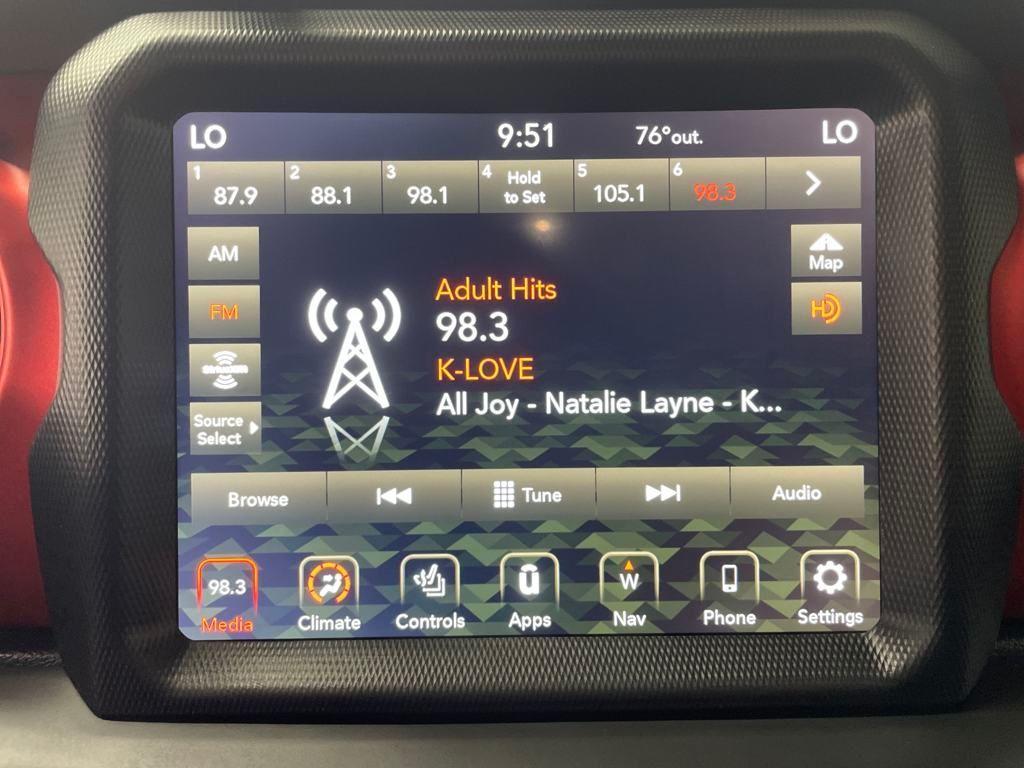 LO 9:51 76°out. LO
1 87.9 2 88.1 3 98.1 4 Hold to Set 5 105.1 6 98.3
AM
Map
FM
HD
SiriusXM
Source
Select
Adult Hits
98.3
K-LOVE
All Joy - Natalie Layne - K...
Browse Tune Audio
98.3 W
Media Climate Controls Apps Nav Phone Settings